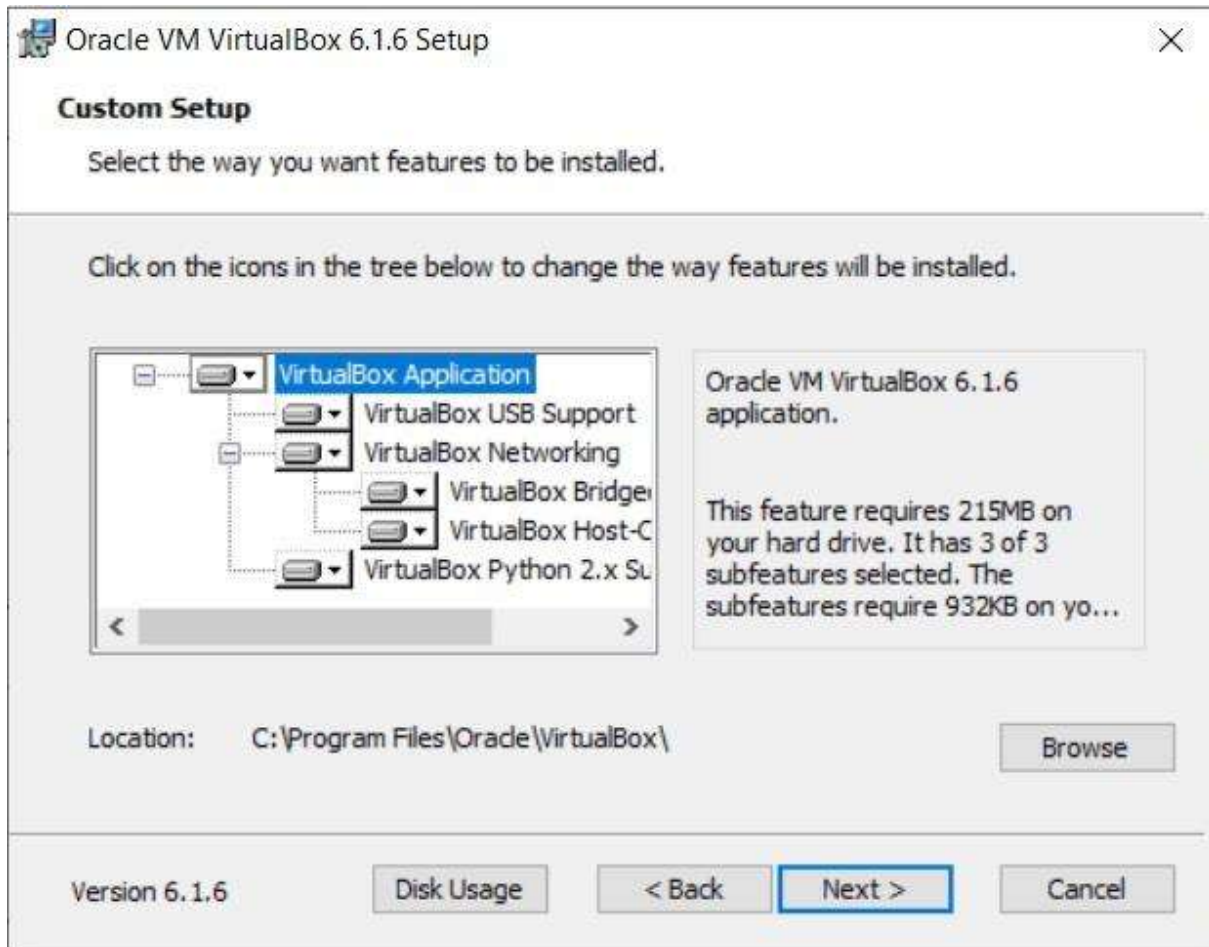 Oracle VM VirtualBox 6.1.6 Setup
Custom Setup
Select the way you want features to be installed.
Click on the icons in the tree below to change the way features will be installed.
VirtualBox Application
VirtualBox USB Support
VirtualBox Networking
VirtualBox Bridge
VirtualBox Host-C
VirtualBox Python 2.x Su
Oracle VM VirtualBox 6.1.6
application.
This feature requires 215MB on
your hard drive. It has 3 of 3
subfeatures selected. The
subfeatures require 932KB on yo...
Location: C:\Program Files\Oracle\VirtualBox\
Browse
Version 6.1.6
Disk Usage
< Back
Next >
Cancel